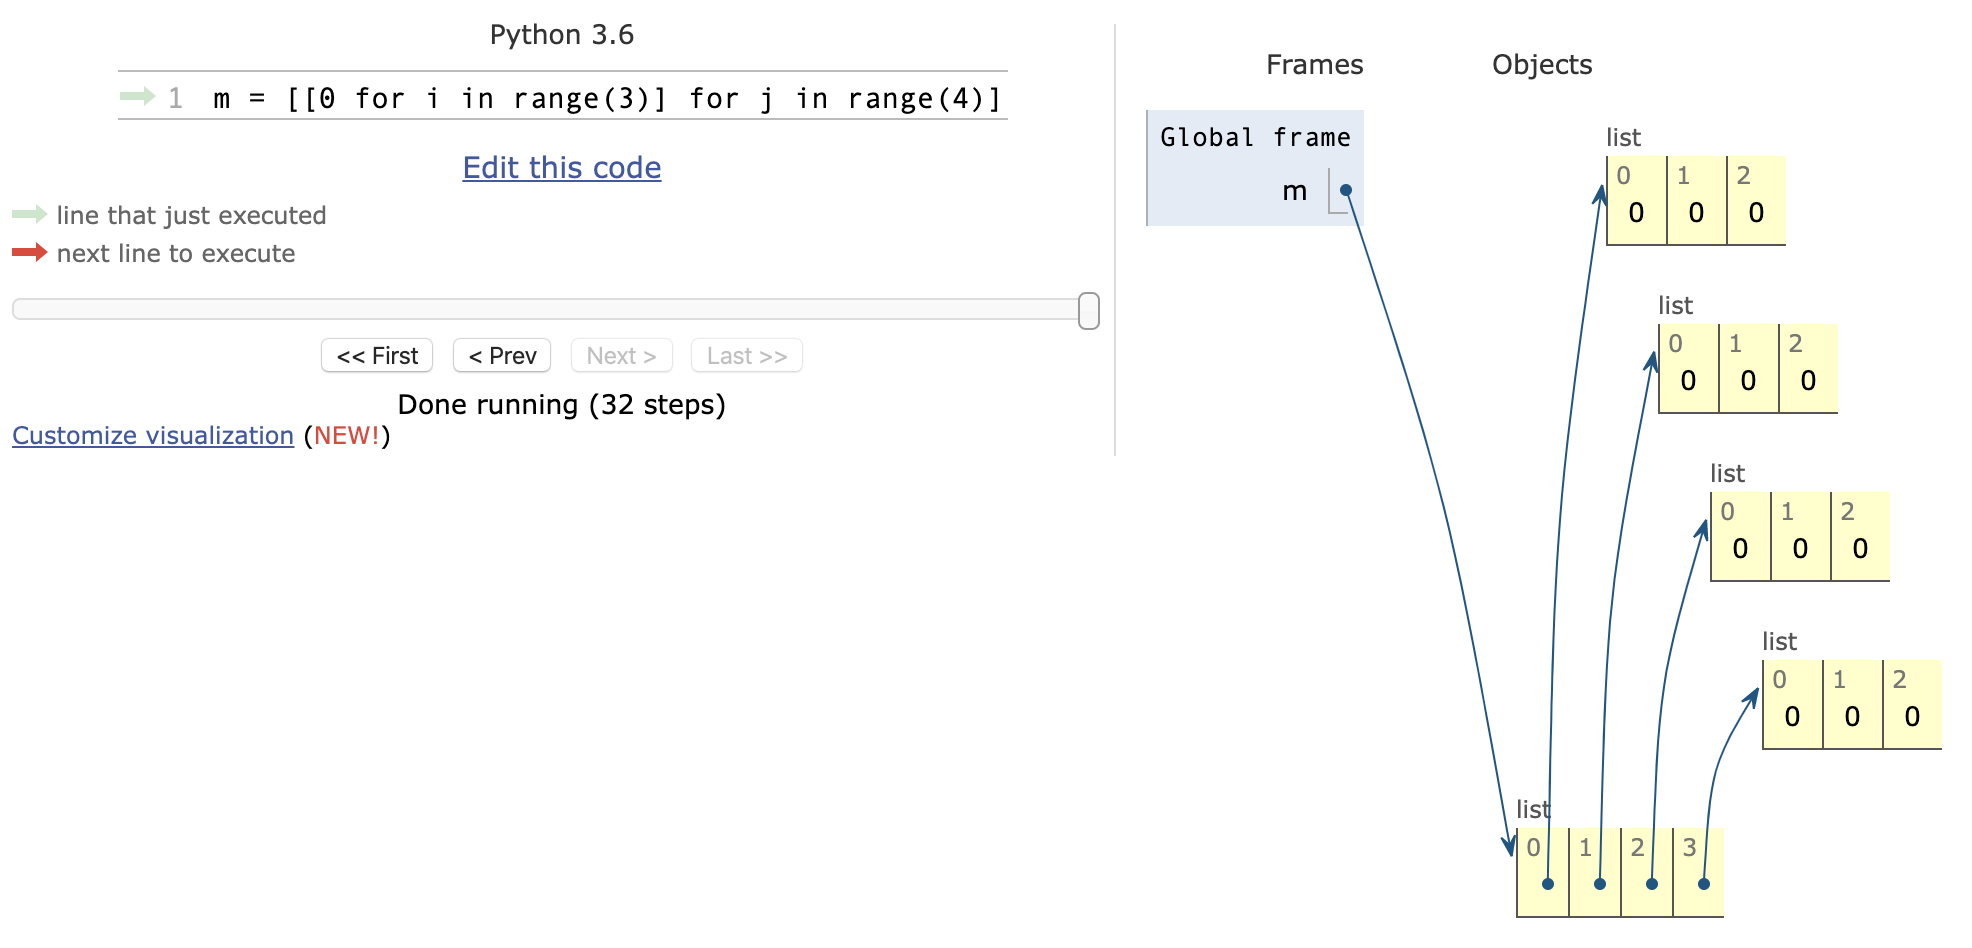 Python 3.6
1 m = [[0 for i in range(3)] for j in range(4)]
Edit this code
line that just executed
next line to execute
<< First < Prev Next > Last >>
Done running (32 steps)
Customize visualization (NEW!)
Frames Objects
Global frame
m
list
0 1 2
0 0 0
list
0 1 2
0 0 0
list
0 1 2
0 0 0
list
0 1 2
0 0 0
list
0 1 2 3